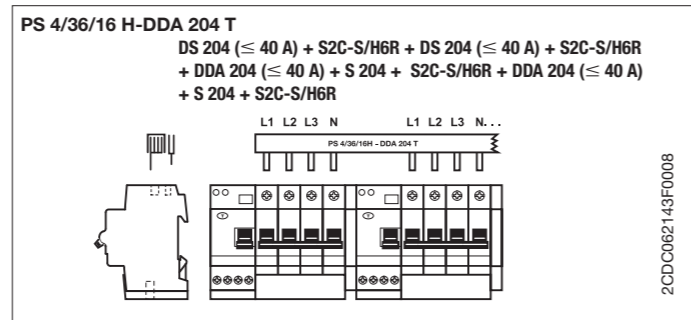 PS 4/36/16 H-DDA 204 T
DS 204 (≤ 40 A) + S2C-S/H6R + DS 204 (≤ 40 A) + S2C-S/H6R
+ DDA 204 (≤ 40 A) + S 204 + S2C-S/H6R + DDA 204 (≤ 40 A)
+ S 204 + S2C-S/H6R
L1 L2 L3 N L1 L2 L3 N...
PS 4/36/16H - DDA 204 T
2CDC062143F0008